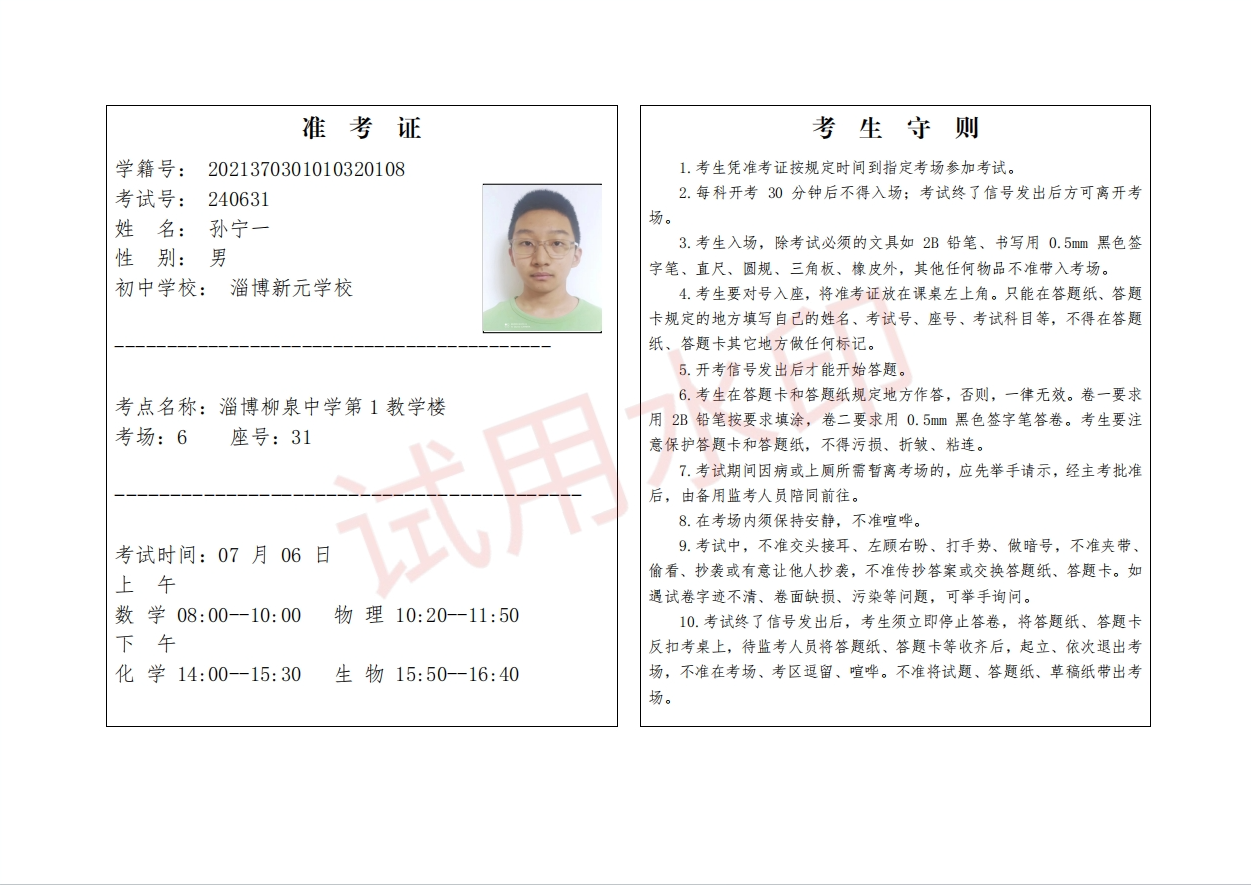 准 考 证
学籍号： 2021370301010320108
考试号： 240631
姓 名： 孙宁一
性 别： 男
初中学校： 淄博新元学校
------------------------------------------
考点名称：淄博柳泉中学第1教学楼
考场：6 座号：31
---------------------------------------------
考试时间：07 月 06 日
上 午
数 学 08:00--10:00 物 理 10:20--11:50
下 午
化 学 14:00--15:30 生 物 15:50--16:40
考 生 守 则
1.考生凭准考证按规定时间到指定考场参加考试。
2.每科开考 30 分钟后不得入场；考试终了信号发出后方可离开考
场。
3.考生入场，除考试必须的文具如 2B 铅笔、书写用 0.5mm 黑色签
字笔、直尺、圆规、三角板、橡皮外，其他任何物品不准带入考场。
4.考生要对号入座，将准考证放在课桌左上角。只能在答题纸、答题
卡规定的地方填写自己的姓名、考试号、座号、考试科目等，不得在答题
纸、答题卡其它地方做任何标记。
5.开考信号发出后才能开始答题。
6.考生在答题卡和答题纸规定地方作答，否则，一律无效。卷一要求
用 2B 铅笔按要求填涂，卷二要求用 0.5mm 黑色签字笔答卷。考生要注
意保护答题卡和答题纸，不得污损、折皱、粘连。
7.考试期间因病或上厕所需暂离考场的，应先举手请示，经主考批准
后，由备用监考人员陪同前往。
8.在考场内须保持安静，不准喧哗。
9.考试中，不准交头接耳、左顾右盼、打手势、做暗号，不准夹带、
偷看、抄袭或有意让他人抄袭，不准传抄答案或交换答题纸、答题卡。如
遇试卷字迹不清、卷面缺损、污染等问题，可举手询问。
10.考试终了信号发出后，考生须立即停止答卷，将答题纸、答题卡
反扣考桌上，待监考人员将答题纸、答题卡等收齐后，起立、依次退出考
场，不准在考场、考区逗留、喧哗。不准将试题、答题纸、草稿纸带出考
场。
试用水印